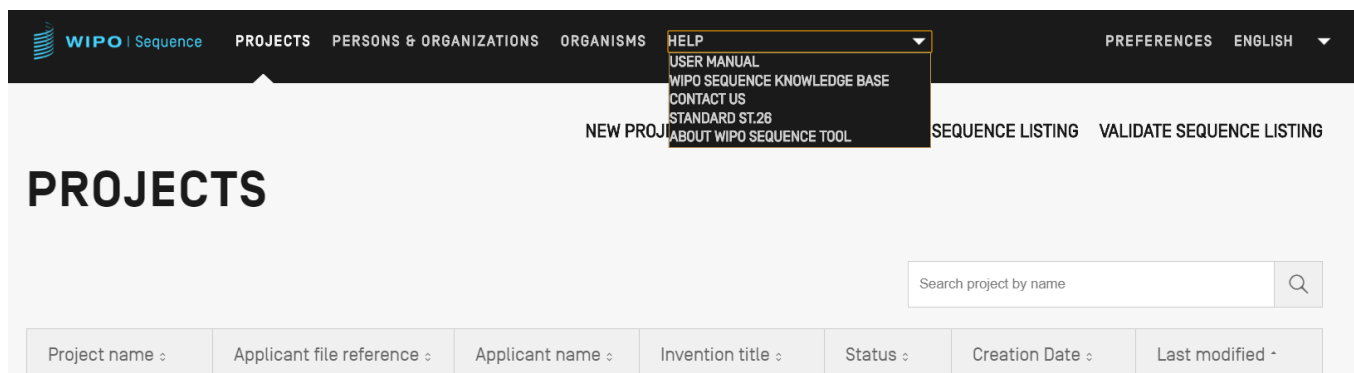 WIPO | Sequence PROJECTS PERSONS & ORGANIZATIONS ORGANISMS HELP PREFERENCES ENGLISH
USER MANUAL
WIPO SEQUENCE KNOWLEDGE BASE
CONTACT US
STANDARD ST.26
ABOUT WIPO SEQUENCE TOOL
NEW PROJ SEQUENCE LISTING VALIDATE SEQUENCE LISTING
PROJECTS
Search project by name
Project name Applicant file reference Applicant name Invention title Status Creation Date Last modified